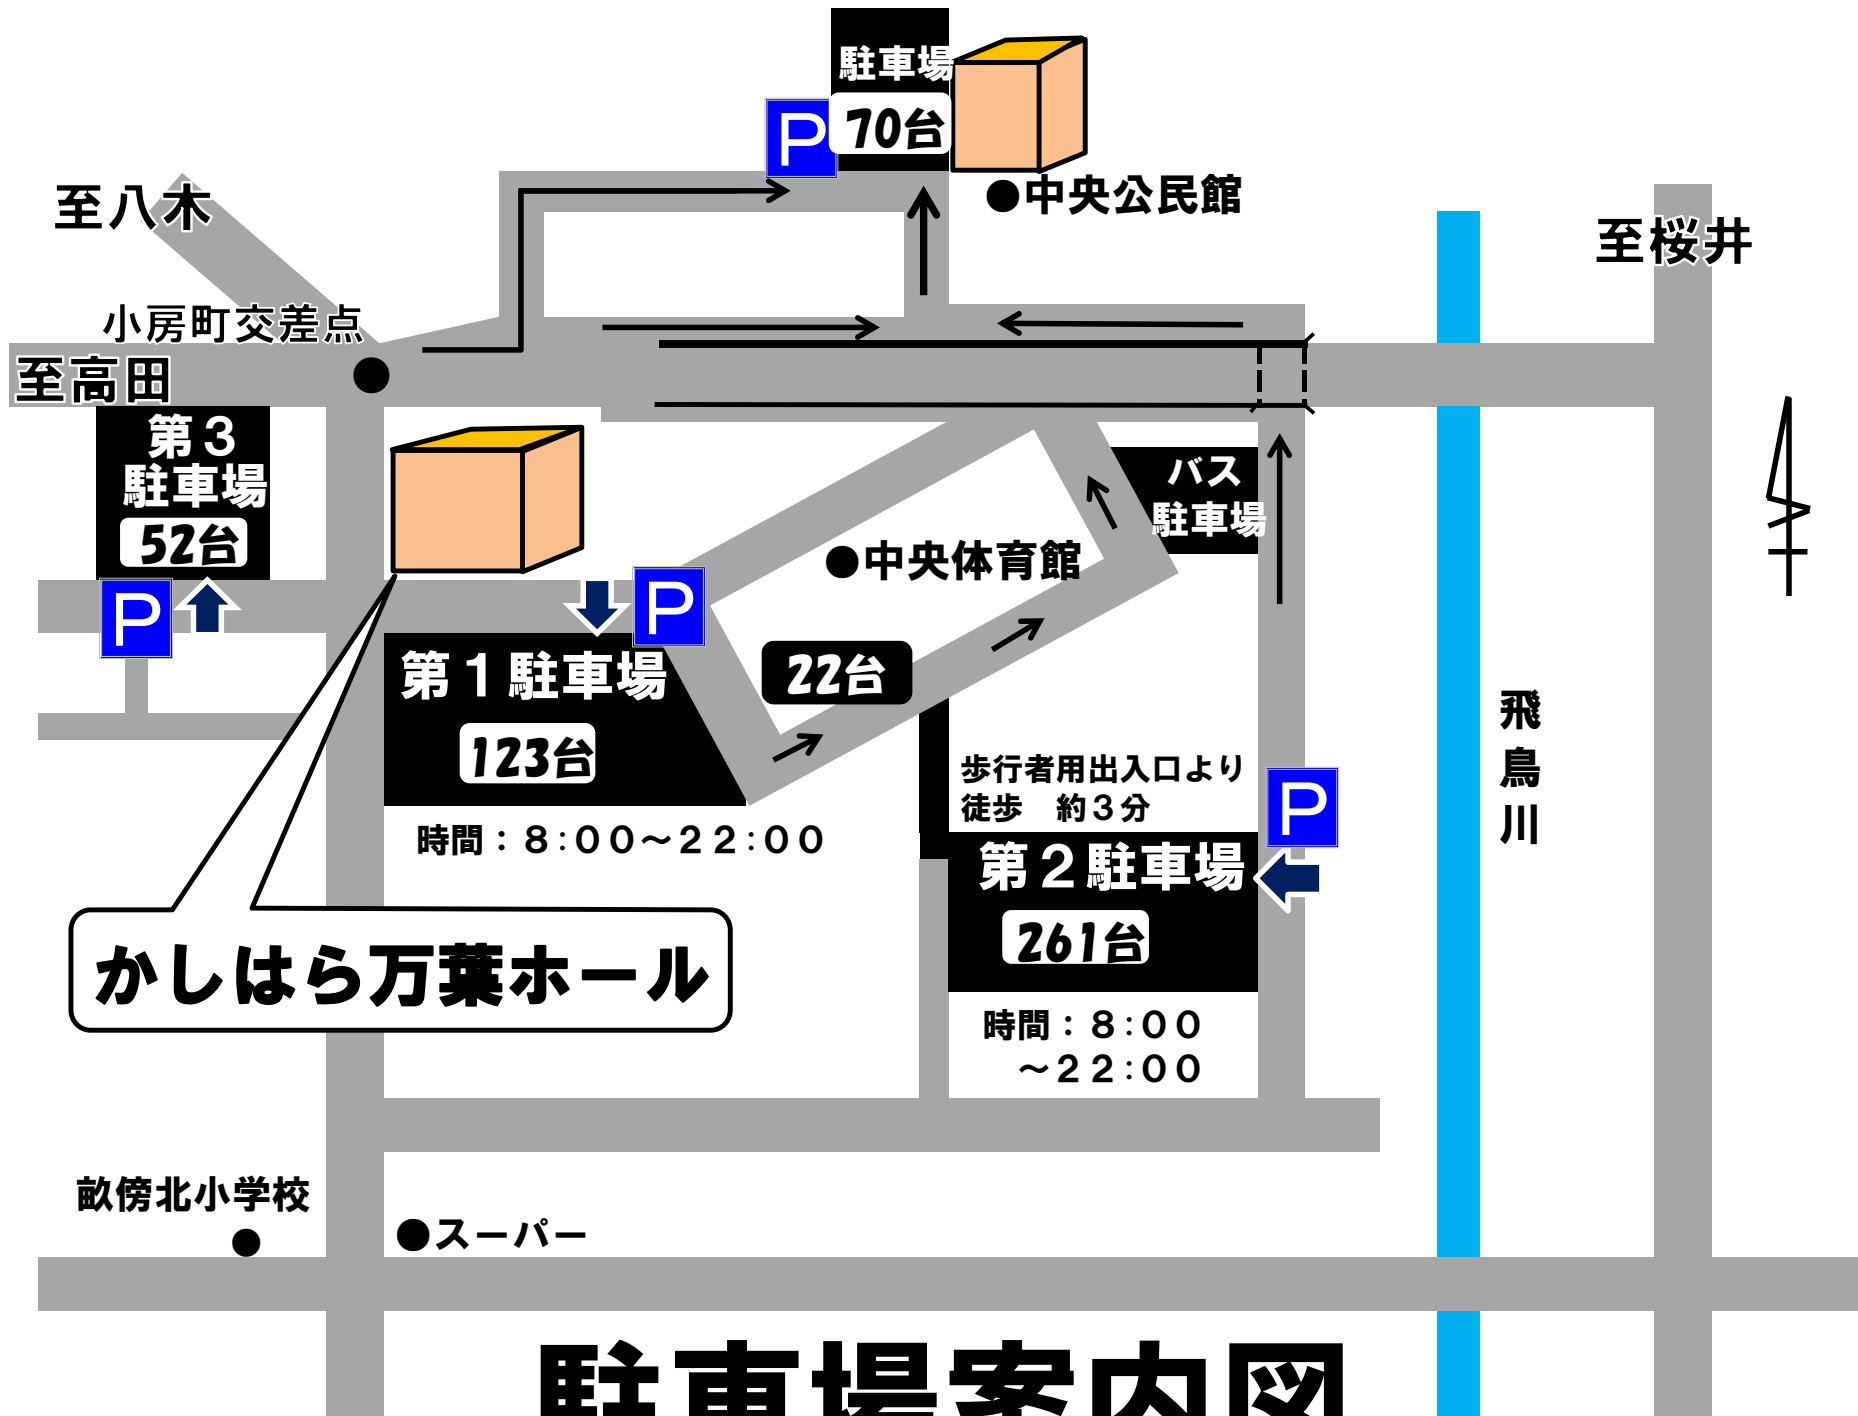 駐車場
P
70台
●中央公民館
至八木
至桜井
小房町交差点
至高田
第３
駐車場
52台
P
バス
駐車場
●中央体育館
P
22台
第１駐車場
123台
時間：８:００～２２:００
飛鳥川
歩行者用出入口より
徒歩　約３分
P
第２駐車場
261台
時間：８:００
～２２:００
かしはら万葉ホール
畝傍北小学校
●
●スーパー
駐車場案内図